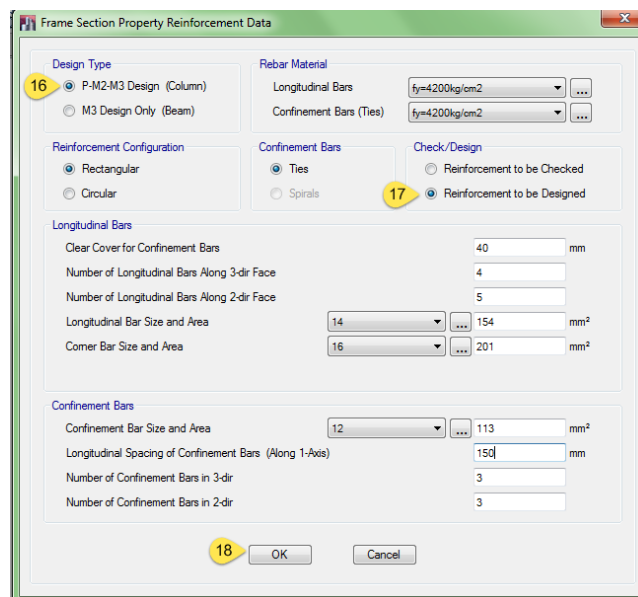 Frame Section Property Reinforcement Data
X
Design Type
16
P-M2-M3 Design (Column)
M3 Design Only (Beam)
Rebar Material
Longitudinal Bars
fy=4200kg/cm2
...
Confinement Bars (Ties)
fy=4200kg/cm2
...
Reinforcement Configuration
Rectangular
Circular
Confinement Bars
Ties
Spirals
Check/Design
Reinforcement to be Checked
17
Reinforcement to be Designed
Longitudinal Bars
Clear Cover for Confinement Bars
40
mm
Number of Longitudinal Bars Along 3-dir Face
4
Number of Longitudinal Bars Along 2-dir Face
5
Longitudinal Bar Size and Area
14
...
154
mm²
Corner Bar Size and Area
16
...
201
mm²
Confinement Bars
Confinement Bar Size and Area
12
...
113
mm²
Longitudinal Spacing of Confinement Bars (Along 1-Axis)
150
mm
Number of Confinement Bars in 3-dir
3
Number of Confinement Bars in 2-dir
3
18
OK
Cancel